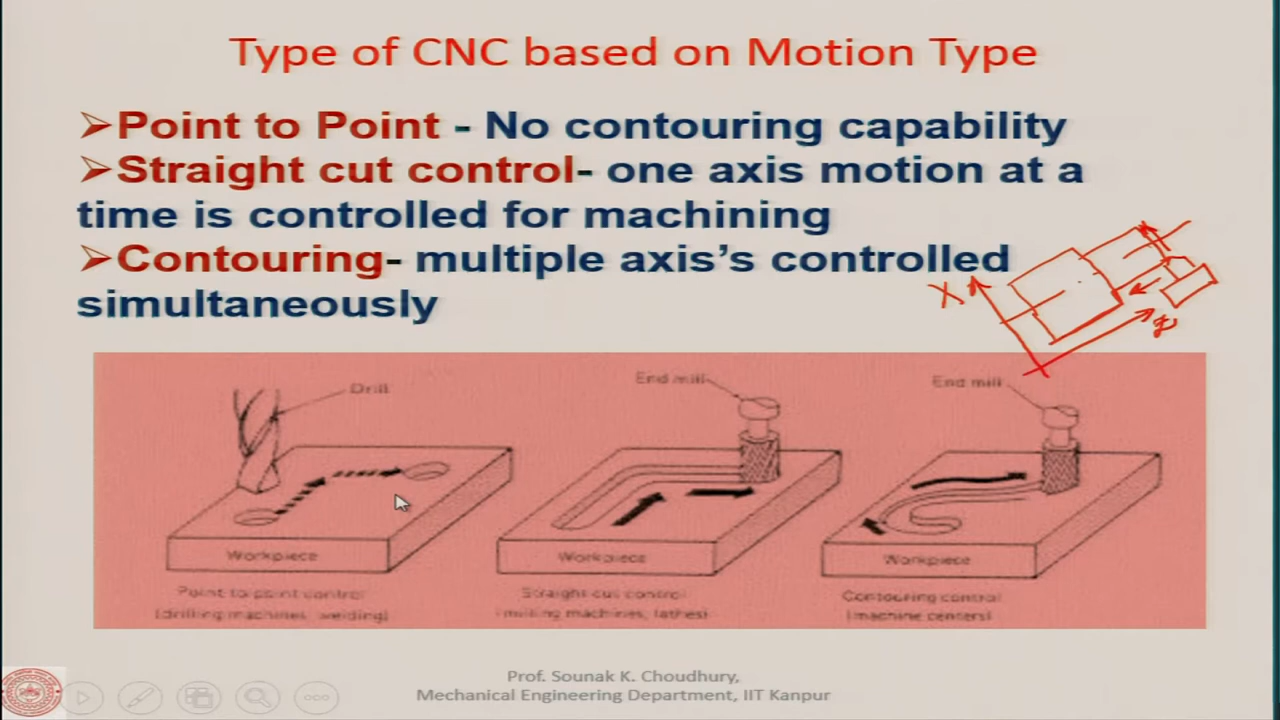 Type of CNC based on Motion Type
➢Point to Point - No contouring capability
➢Straight cut control- one axis motion at a
time is controlled for machining
➢Contouring- multiple axis’s controlled
simultaneously
X
Drill
End mill
End mill
Workpiece
Workpiece
Workpiece
Point to point control
(drilling machines, welding)
Straight cut control
(milling machines, lathes)
Contouring control
(machine centers)
Prof. Sounak K. Choudhury,
Mechanical Engineering Department, IIT Kanpur